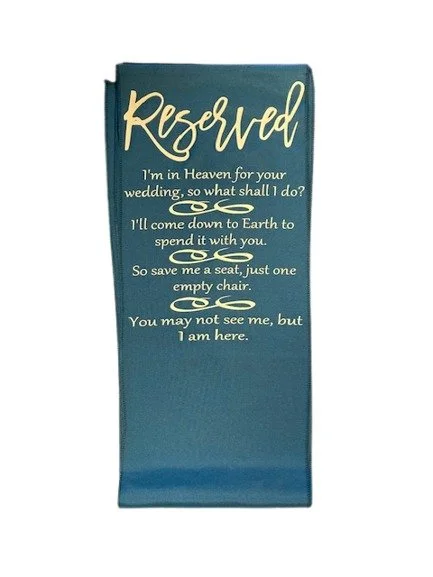 Reserved
I'm in Heaven for your
wedding, so what shall I do?
I'll come down to Earth to
spend it with you.
So save me a seat, just one
empty chair.
You may not see me, but
I am here.